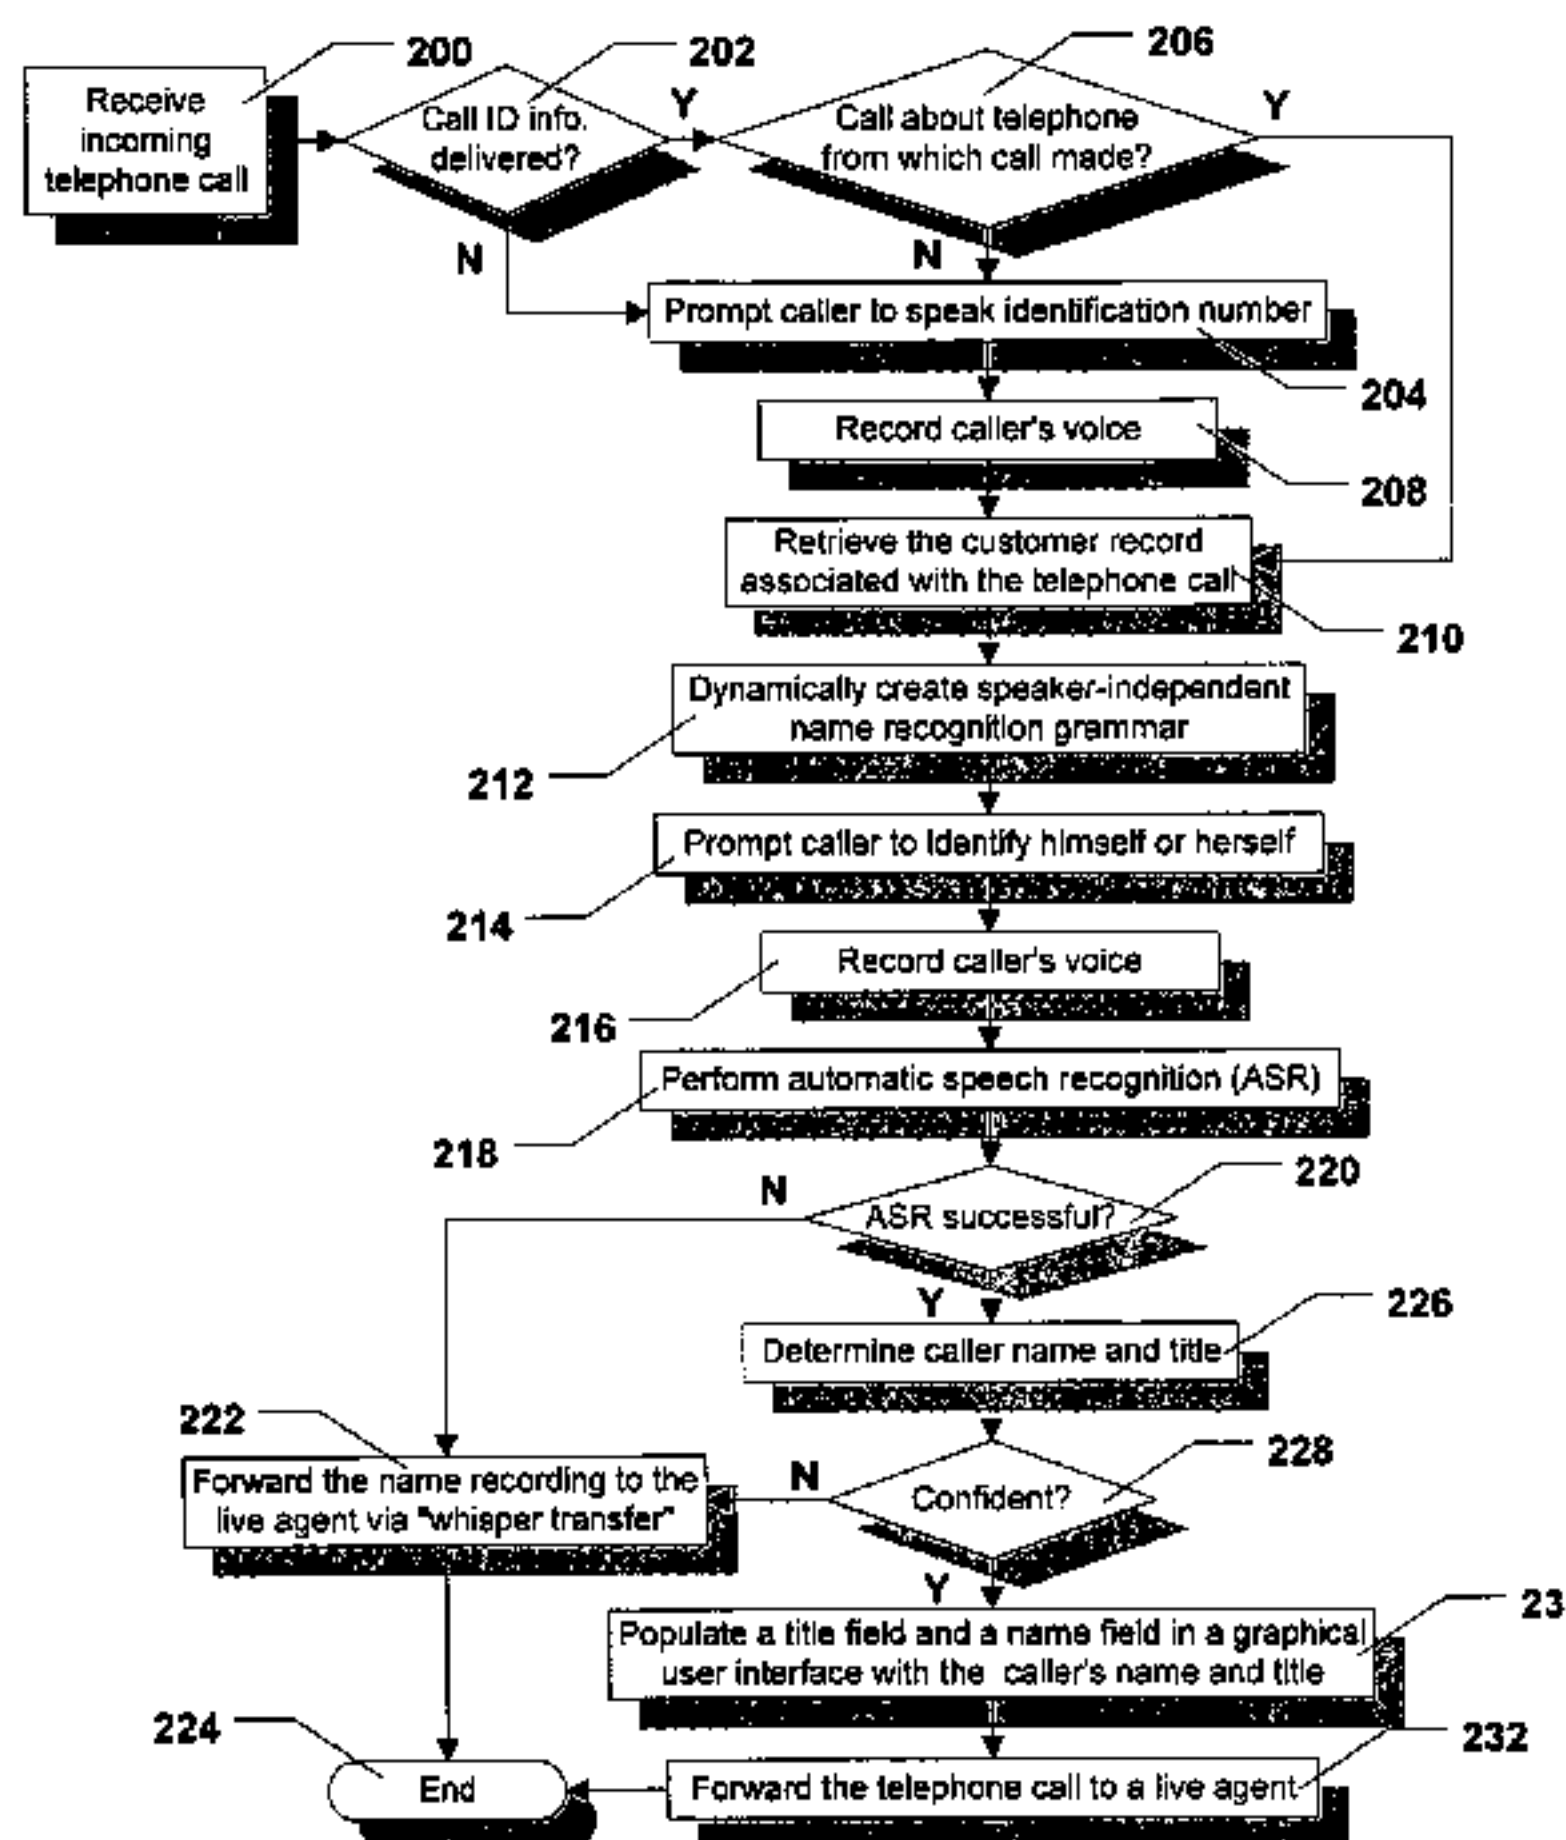 200
202
206
Receive
incoming
telephone call
Call ID info.
delivered?
Y
Call about telephone
from which call made?
Y
N
N
Prompt caller to speak identification number
204
Record caller's voice
208
Retrieve the customer record
associated with the telephone call
210
Dynamically create speaker-independent
name recognition grammar
212
Prompt caller to identify himself or herself
214
Record caller's voice
216
Perform automatic speech recognition (ASR)
218
220
N
ASR successful?
Y
226
Determine caller name and title
222
Forward the name recording to the
live agent via "whisper transfer"
N
Confident?
228
Y
23
Populate a title field and a name field in a graphical
user interface with the caller's name and title
224
End
232
Forward the telephone call to a live agent